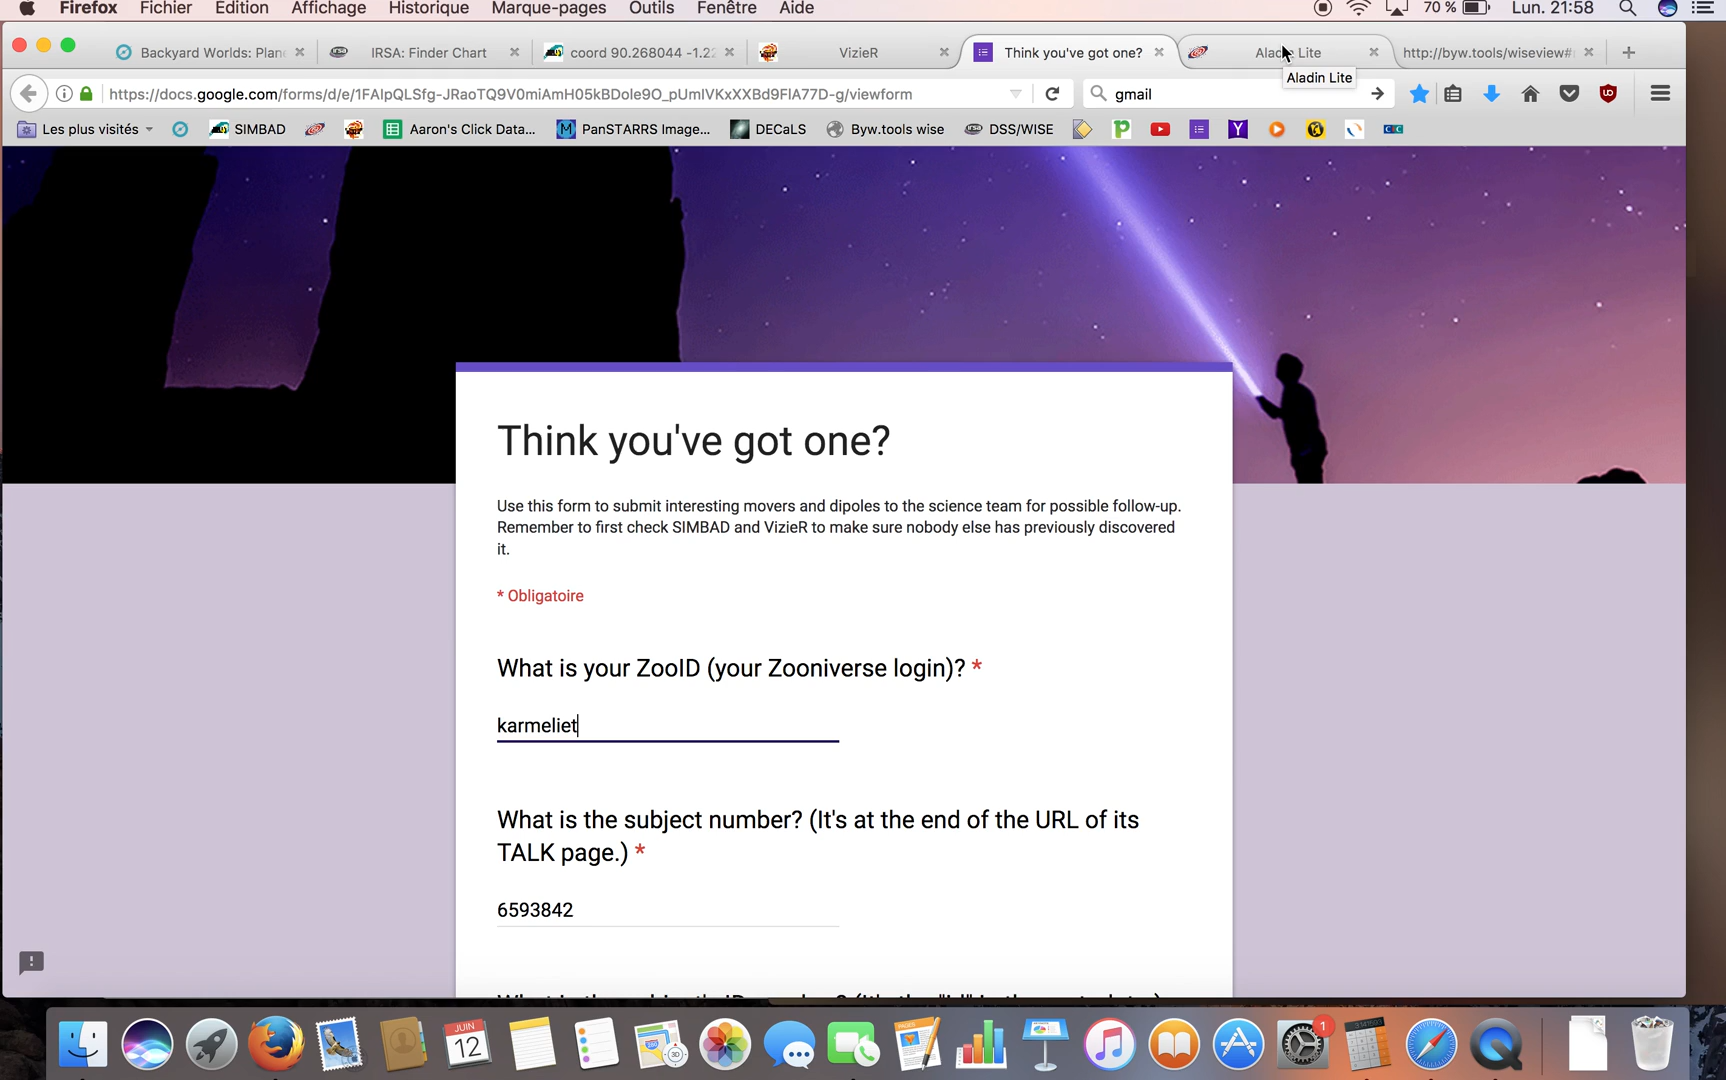 Firefox Fichier Edition Affichage Historique Marque-pages Outils Fenêtre Aide 70 % Lun. 21:58
Backyard Worlds: Plane IRSA: Finder Chart coord 90.268044 -1.22 VizieR Think you've got one? Aladin Lite http://byw.tools/wiseview#
Aladin Lite
https://docs.google.com/forms/d/e/1FAIpQLSfg-JRaoTQ9V0miAmH05kBDoIe9O_pUmIVKxXXBd9FlA77D-g/viewform gmail
Les plus visités SIMBAD Aaron's Click Data... PanSTARRS Image... DECaLS Byw.tools wise DSS/WISE
Think you've got one?
Use this form to submit interesting movers and dipoles to the science team for possible follow-up.
Remember to first check SIMBAD and VizieR to make sure nobody else has previously discovered
it.
* Obligatoire
What is your ZooID (your Zooniverse login)? *
karmeliet
What is the subject number? (It's at the end of the URL of its
TALK page.) *
6593842
JUIN
12
PAGES
1